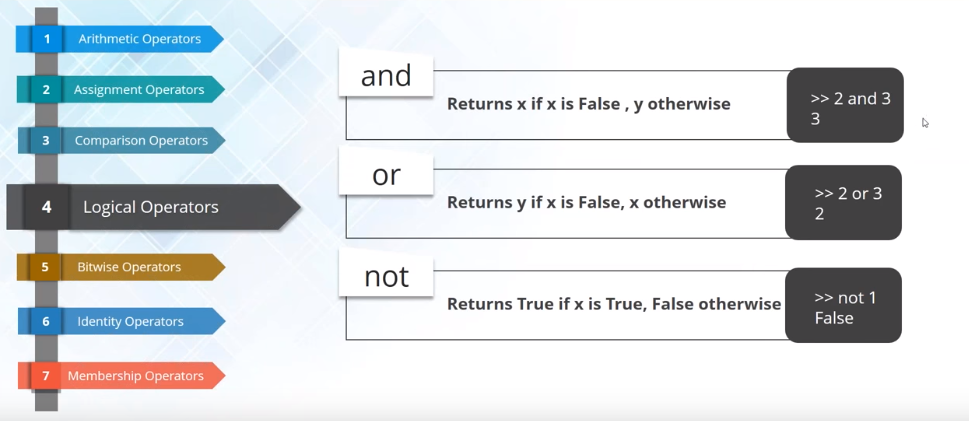 1 Arithmetic Operators
2 Assignment Operators
3 Comparison Operators
4 Logical Operators
5 Bitwise Operators
6 Identity Operators
7 Membership Operators
and
Returns x if x is False , y otherwise
>> 2 and 3
3
or
Returns y if x is False, x otherwise
>> 2 or 3
2
not
Returns True if x is True, False otherwise
>> not 1
False